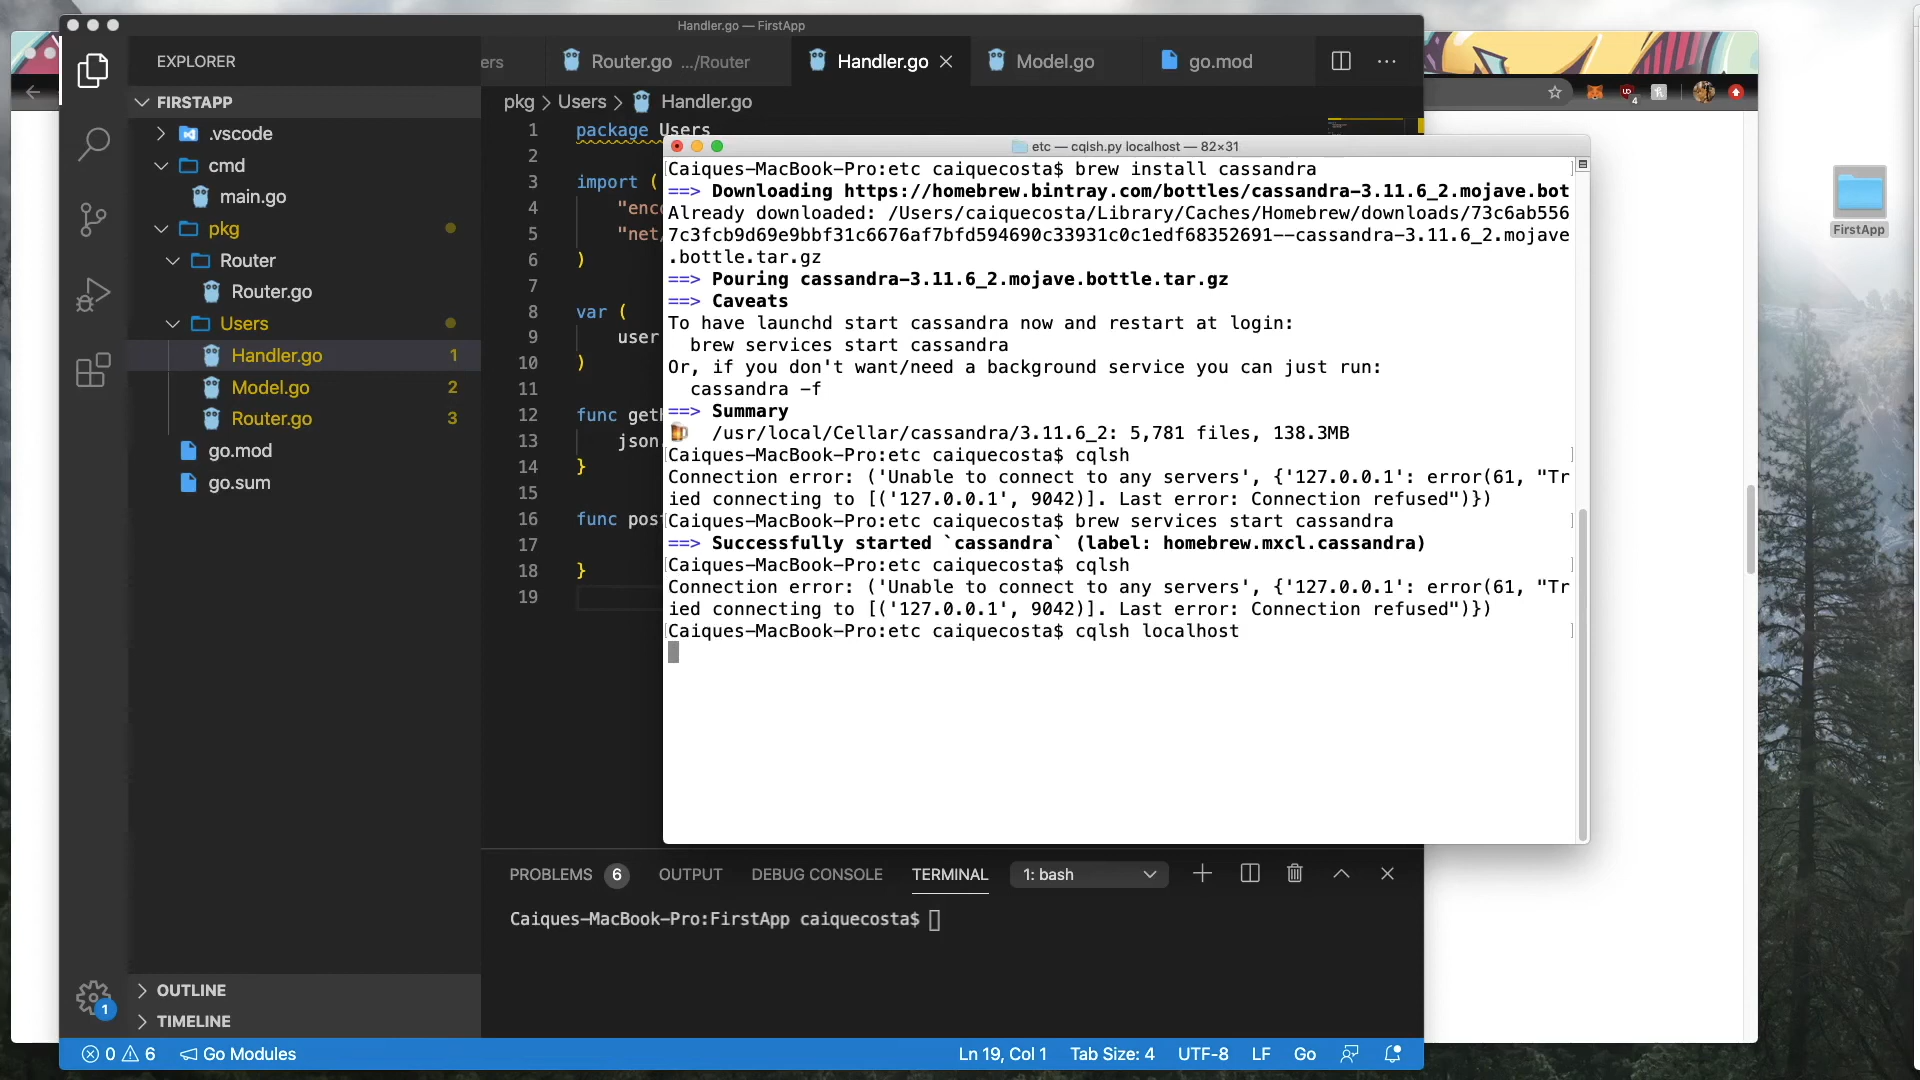 Handler.go — FirstApp
EXPLORER
FIRSTAPP
.vscode
cmd
main.go
pkg
Router
Router.go
Users
Handler.go 1
Model.go 2
Router.go 3
go.mod
go.sum
OUTLINE
TIMELINE
ers
Router.go .../Router
Handler.go
Model.go
go.mod
pkg > Users > Handler.go
1 package Users
2
3 import (
4 "enc
5 "net/
6 )
7
8 var (
9 user
10 )
11
12 func get
13 json
14 }
15
16 func pos
17
18 }
19
etc — cqlsh.py localhost — 82×31
Caiques-MacBook-Pro:etc caiquecosta$ brew install cassandra
==> Downloading https://homebrew.bintray.com/bottles/cassandra-3.11.6_2.mojave.bot
Already downloaded: /Users/caiquecosta/Library/Caches/Homebrew/downloads/73c6ab556
7c3fcb9d69e9bbf31c6676af7bfd594690c33931c0c1edf68352691--cassandra-3.11.6_2.mojave
.bottle.tar.gz
==> Pouring cassandra-3.11.6_2.mojave.bottle.tar.gz
==> Caveats
To have launchd start cassandra now and restart at login:
brew services start cassandra
Or, if you don't want/need a background service you can just run:
cassandra -f
==> Summary
/usr/local/Cellar/cassandra/3.11.6_2: 5,781 files, 138.3MB
Caiques-MacBook-Pro:etc caiquecosta$ cqlsh
Connection error: ('Unable to connect to any servers', {'127.0.0.1': error(61, "Tr
ied connecting to [('127.0.0.1', 9042)]. Last error: Connection refused")})
Caiques-MacBook-Pro:etc caiquecosta$ brew services start cassandra
==> Successfully started `cassandra` (label: homebrew.mxcl.cassandra)
Caiques-MacBook-Pro:etc caiquecosta$ cqlsh
Connection error: ('Unable to connect to any servers', {'127.0.0.1': error(61, "Tr
ied connecting to [('127.0.0.1', 9042)]. Last error: Connection refused")})
Caiques-MacBook-Pro:etc caiquecosta$ cqlsh localhost
PROBLEMS 6 OUTPUT DEBUG CONSOLE TERMINAL 1: bash
Caiques-MacBook-Pro:FirstApp caiquecosta$
1
0 6 Go Modules
Ln 19, Col 1 Tab Size: 4 UTF-8 LF Go
FirstApp
4